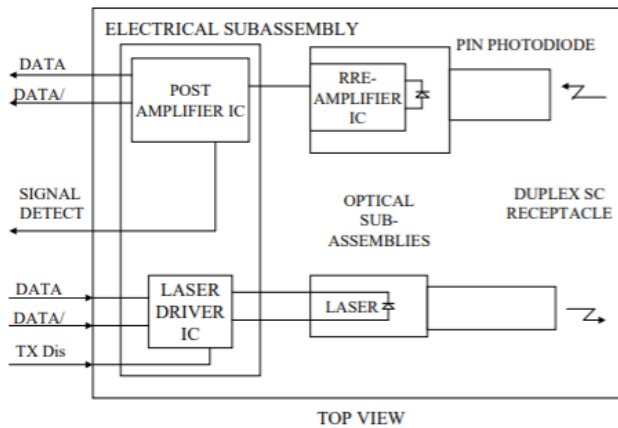 ELECTRICAL SUBASSEMBLY
DATA
DATA/
POST
AMPLIFIER IC
RRE-
AMPLIFIER
IC
PIN PHOTODIODE
SIGNAL
DETECT
OPTICAL
SUB-
ASSEMBLIES
DUPLEX SC
RECEPTACLE
DATA
DATA/
TX Dis
LASER
DRIVER
IC
LASER
TOP VIEW